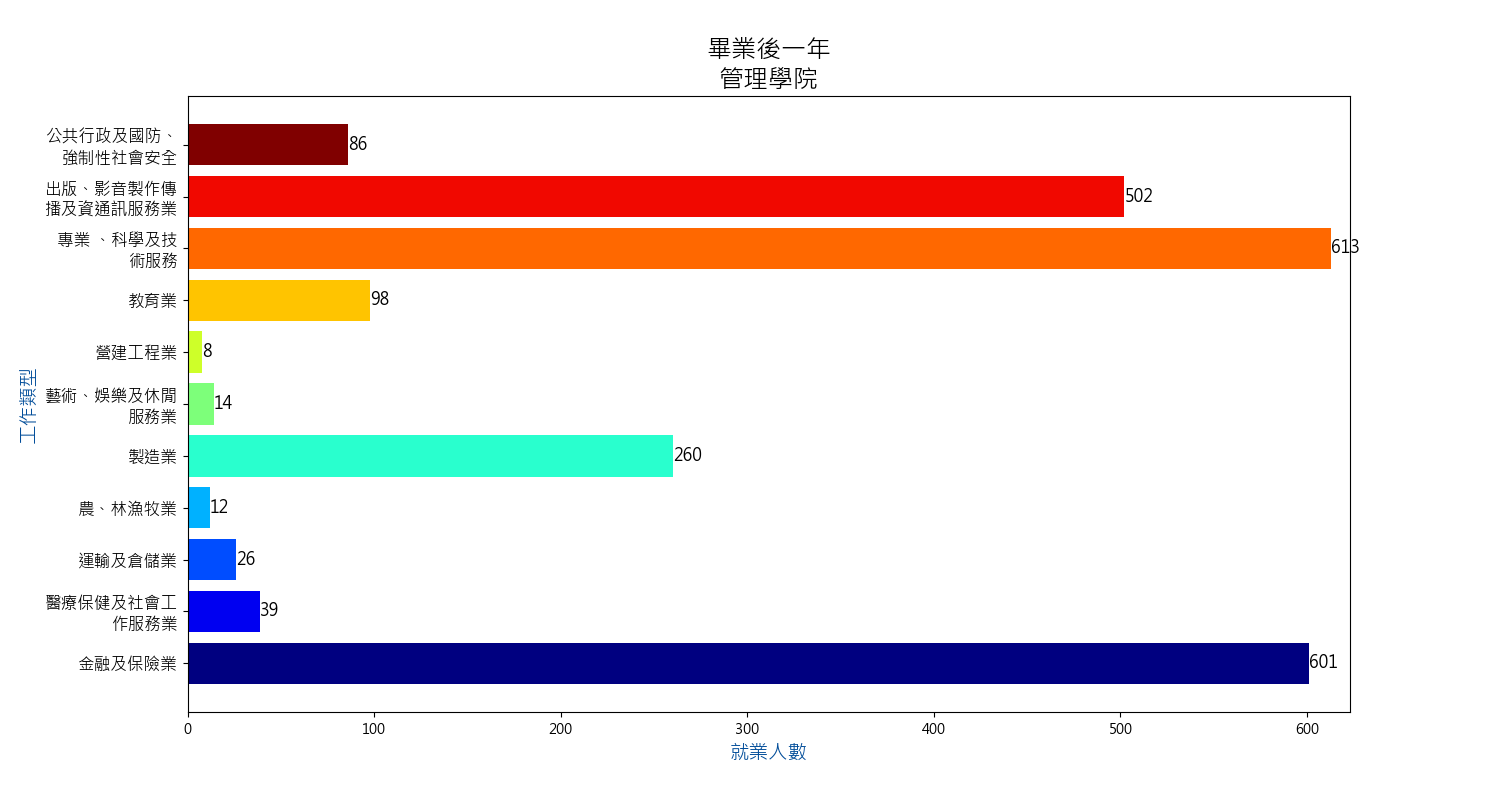 畢業後一年
管理學院
公共行政及國防、
強制性社會安全
86
出版、影音製作傳
播及資通訊服務業
502
專業 、科學及技
術服務
613
教育業
98
營建工程業
8
藝術、娛樂及休閒
服務業
14
製造業
260
農、林漁牧業
12
運輸及倉儲業
26
醫療保健及社會工
作服務業
39
金融及保險業
601
工作類型
0 100 200 300 400 500 600
就業人數